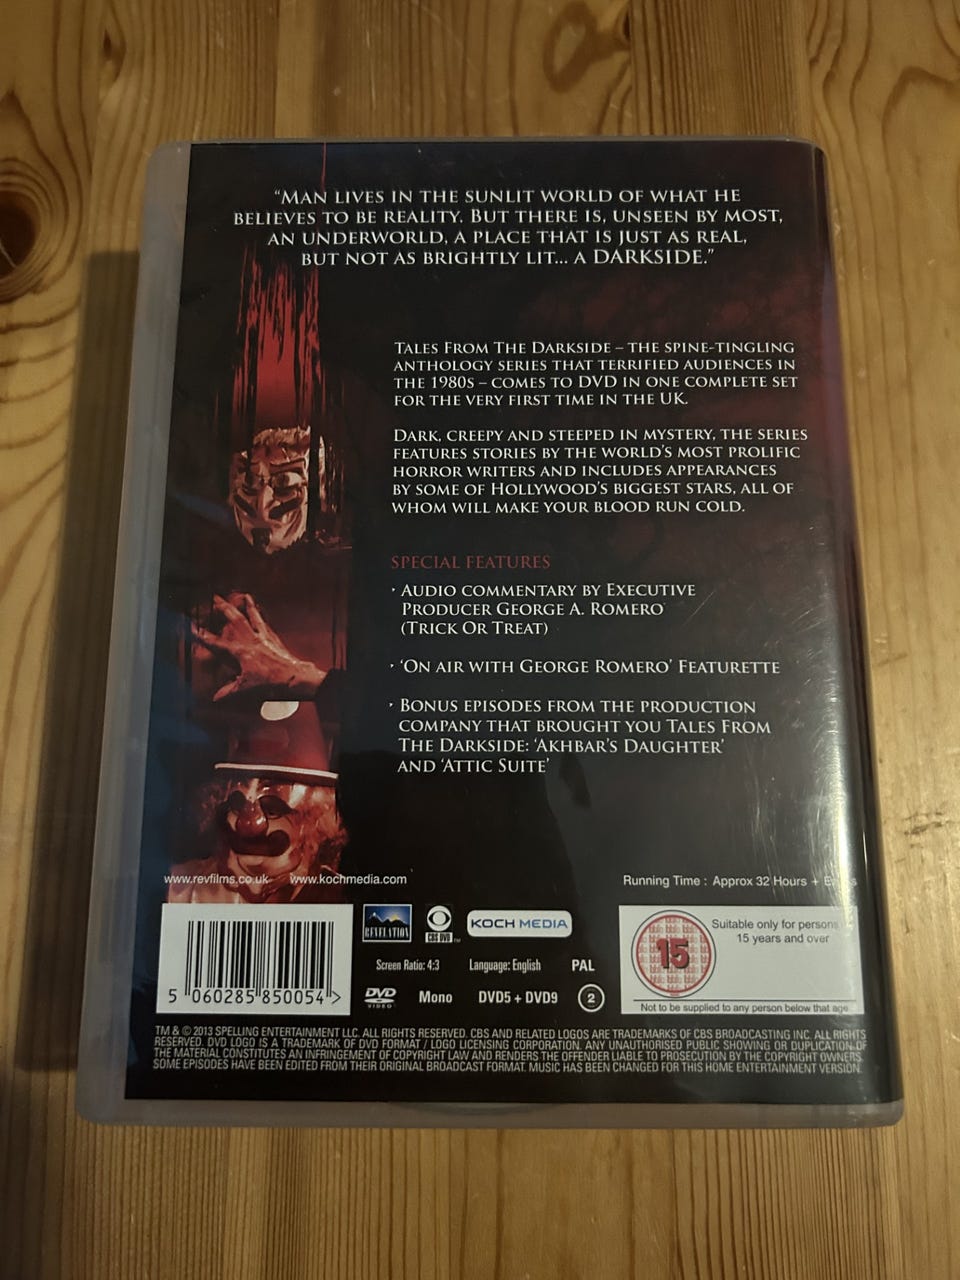 “MAN LIVES IN THE SUNLIT WORLD OF WHAT HE
BELIEVES TO BE REALITY. BUT THERE IS, UNSEEN BY MOST,
AN UNDERWORLD, A PLACE THAT IS JUST AS REAL,
BUT NOT AS BRIGHTLY LIT... A DARKSIDE.”
TALES FROM THE DARKSIDE – THE SPINE-TINGLING
ANTHOLOGY SERIES THAT TERRIFIED AUDIENCES IN
THE 1980s – COMES TO DVD IN ONE COMPLETE SET
FOR THE VERY FIRST TIME IN THE UK.
DARK, CREEPY AND STEEPED IN MYSTERY, THE SERIES
FEATURES STORIES BY THE WORLD'S MOST PROLIFIC
HORROR WRITERS AND INCLUDES APPEARANCES
BY SOME OF HOLLYWOOD'S BIGGEST STARS, ALL OF
WHOM WILL MAKE YOUR BLOOD RUN COLD.
SPECIAL FEATURES
· AUDIO COMMENTARY BY EXECUTIVE
PRODUCER GEORGE A. ROMERO
(TRICK OR TREAT)
· ‘ON AIR WITH GEORGE ROMERO’ FEATURETTE
· BONUS EPISODES FROM THE PRODUCTION
COMPANY THAT BROUGHT YOU TALES FROM
THE DARKSIDE: ‘AKHBAR'S DAUGHTER’
AND ‘ATTIC SUITE’
www.revfilms.co.uk www.kochmedia.com
Running Time : Approx 32 Hours +
REVELATION
CBS DVD TM
KOCH MEDIA
Screen Ratio: 4:3 Language: English PAL
DVD VIDEO Mono DVD5 + DVD9 2
5 060285 850054 >
15
Suitable only for persons
15 years and over
Not to be supplied to any person below that age
TM & © 2013 SPELLING ENTERTAINMENT LLC. ALL RIGHTS RESERVED. CBS AND RELATED LOGOS ARE TRADEMARKS OF CBS BROADCASTING INC. ALL RIGHTS
RESERVED. DVD LOGO IS A TRADEMARK OF DVD FORMAT / LOGO LICENSING CORPORATION. ANY UNAUTHORISED PUBLIC SHOWING OR DUPLICATION OF
THE MATERIAL CONSTITUTES AN INFRINGEMENT OF COPYRIGHT LAW AND RENDERS THE OFFENDER LIABLE TO PROSECUTION BY THE COPYRIGHT OWNERS.
SOME EPISODES HAVE BEEN EDITED FROM THEIR ORIGINAL BROADCAST FORMAT. MUSIC HAS BEEN CHANGED FOR THIS HOME ENTERTAINMENT VERSION.